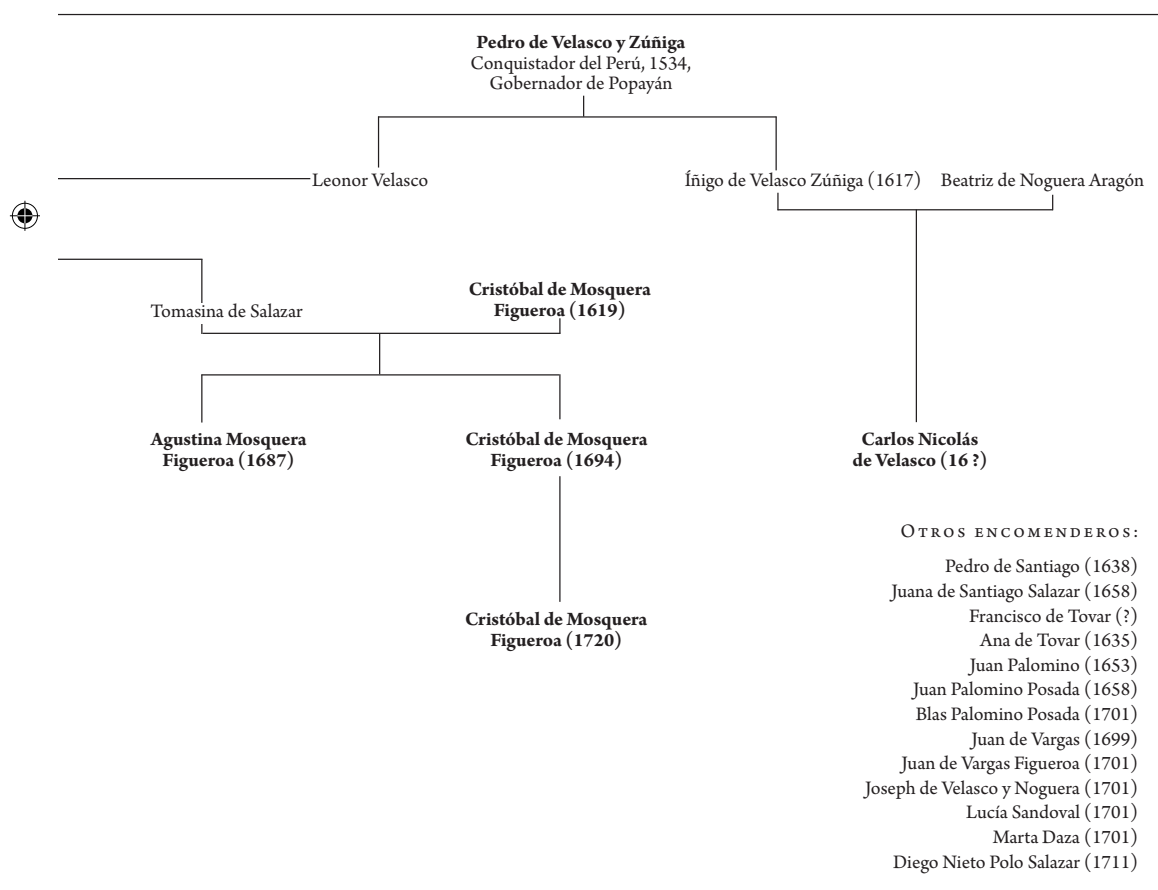 Pedro de Velasco y Zúñiga
Conquistador del Perú, 1534,
Gobernador de Popayán
Leonor Velasco
Íñigo de Velasco Zúñiga (1617)
Beatriz de Noguera Aragón
Tomasina de Salazar
Cristóbal de Mosquera
Figueroa (1619)
Agustina Mosquera
Figueroa (1687)
Cristóbal de Mosquera
Figueroa (1694)
Carlos Nicolás
de Velasco (16 ?)
Cristóbal de Mosquera
Figueroa (1720)
Otros encomenderos:
Pedro de Santiago (1638)
Juana de Santiago Salazar (1658)
Francisco de Tovar (?)
Ana de Tovar (1635)
Juan Palomino (1653)
Juan Palomino Posada (1658)
Blas Palomino Posada (1701)
Juan de Vargas (1699)
Juan de Vargas Figueroa (1701)
Joseph de Velasco y Noguera (1701)
Lucía Sandoval (1701)
Marta Daza (1701)
Diego Nieto Polo Salazar (1711)